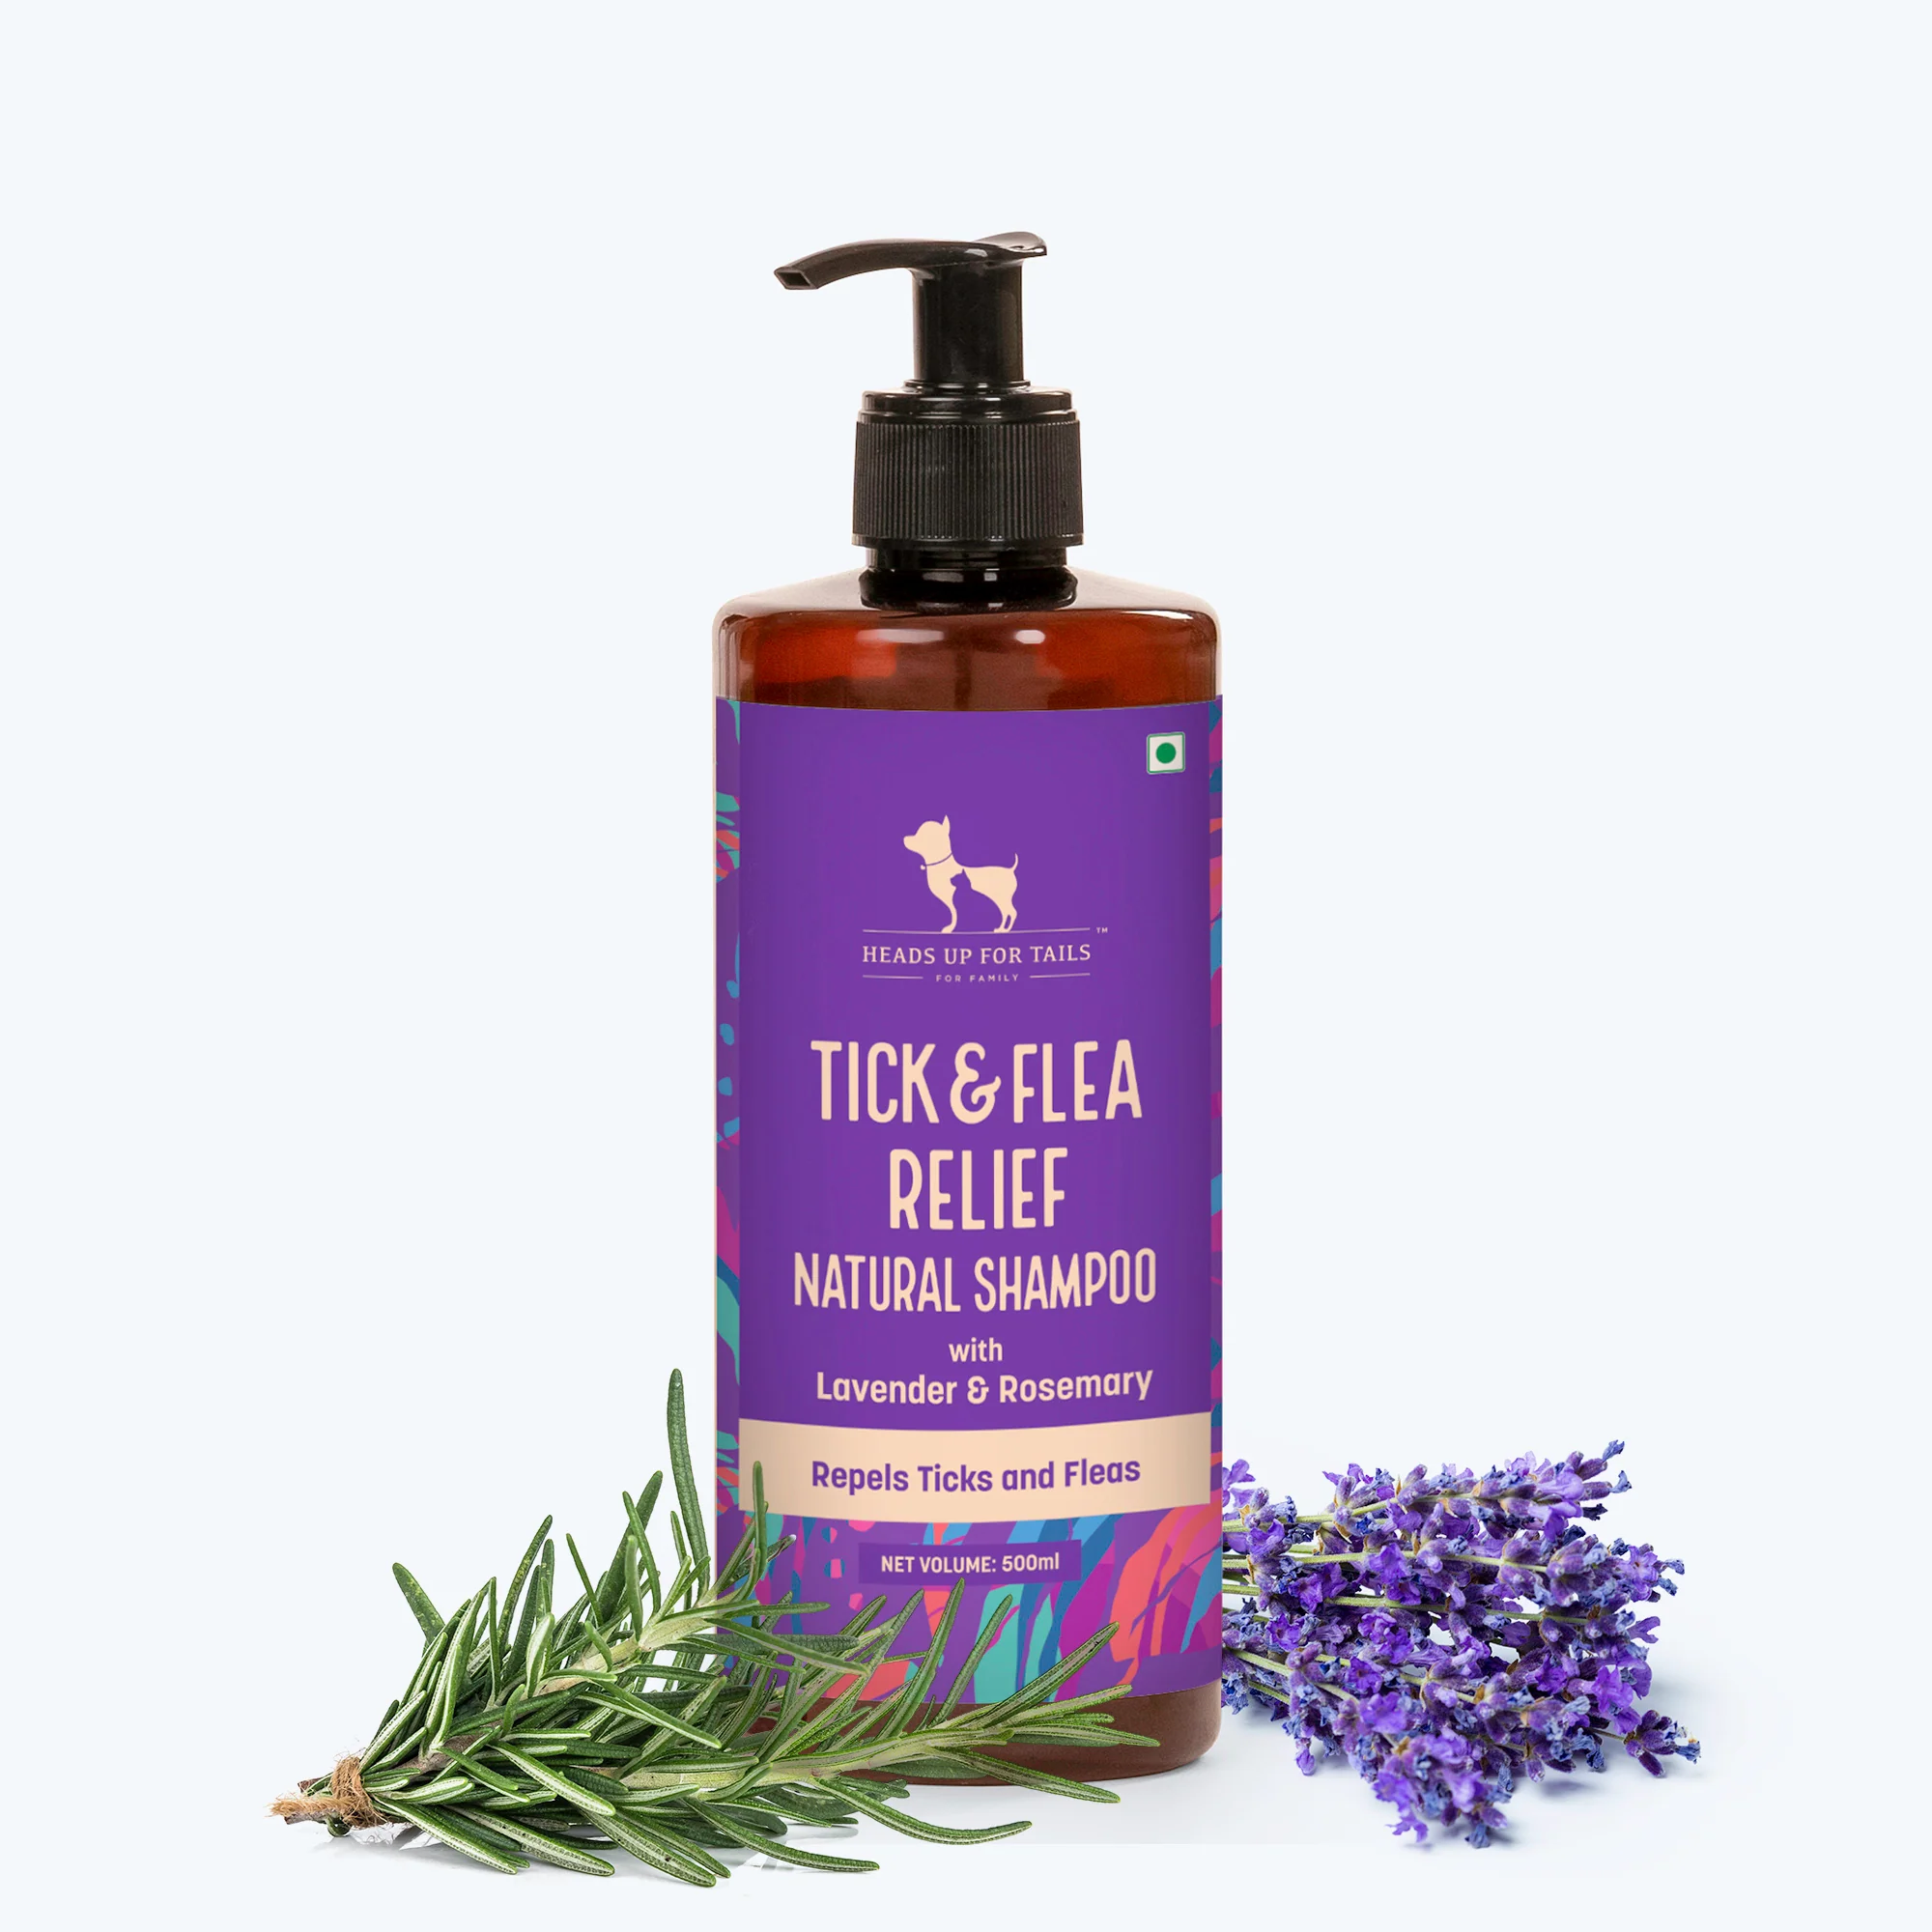 ™
HEADS UP FOR TAILS
FOR FAMILY
TICK & FLEA
RELIEF
NATURAL SHAMPOO
with
Lavender & Rosemary
Repels Ticks and Fleas
NET VOLUME: 500ml